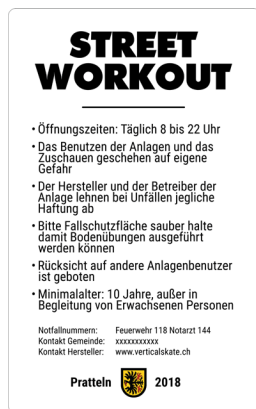 STREET
WORKOUT
• Öffnungszeiten: Täglich 8 bis 22 Uhr
• Das Benutzen der Anlagen und das
Zuschauen geschehen auf eigene
Gefahr
• Der Hersteller und der Betreiber der
Anlage lehnen bei Unfällen jegliche
Haftung ab
• Bitte Fallschutzfläche sauber halte
damit Bodenübungen ausgeführt
werden können
• Rücksicht auf andere Anlagenbenutzer
ist geboten
• Minimalalter: 10 Jahre, außer in
Begleitung von Erwachsenen Personen
Notfallnummern: Feuerwehr 118 Notarzt 144
Kontakt Gemeinde: xxxxxxxxxxx
Kontakt Hersteller: www.verticalskate.ch
Pratteln 2018